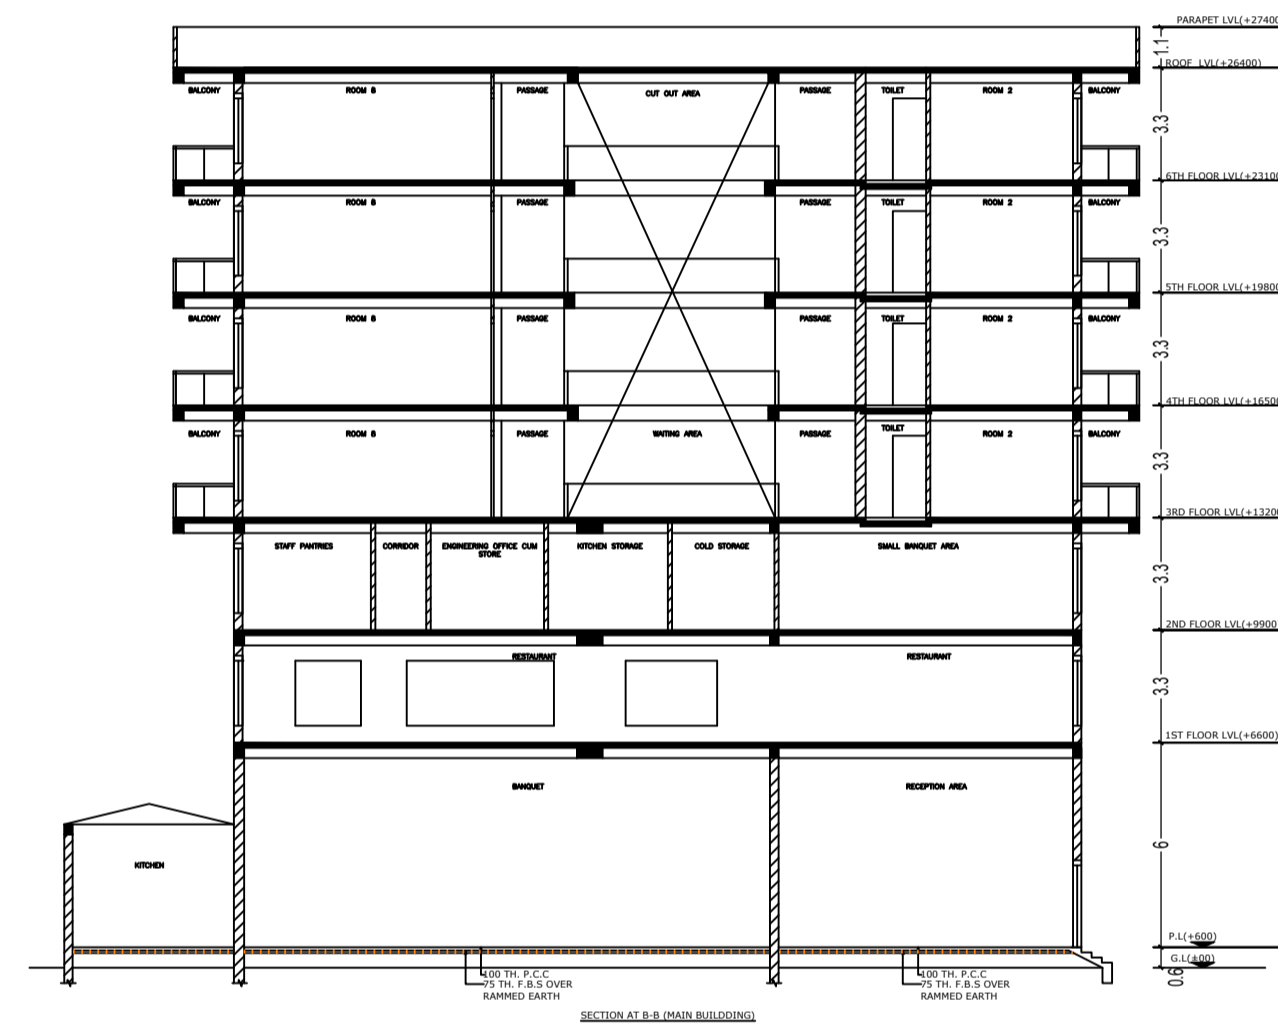 PARAPET LVL(+27400
1.1
ROOF LVL(+26400)
BALCONY ROOM 8 PASSAGE CUT OUT AREA PASSAGE TOILET ROOM 2 BALCONY
3.3
6TH FLOOR LVL(+23100
BALCONY ROOM 8 PASSAGE PASSAGE TOILET ROOM 2 BALCONY
3.3
5TH FLOOR LVL(+19800
BALCONY ROOM 8 PASSAGE PASSAGE TOILET ROOM 2 BALCONY
3.3
4TH FLOOR LVL(+16500
BALCONY ROOM 8 PASSAGE WAITING AREA PASSAGE TOILET ROOM 2 BALCONY
3.3
3RD FLOOR LVL(+13200
STAFF PANTRIES CORRIDOR ENGINEERING OFFICE CUM KITCHEN STORAGE COLD STORAGE SMALL BANQUET AREA
STORE
3.3
2ND FLOOR LVL(+9900)
RESTAURANT RESTAURANT
3.3
1ST FLOOR LVL(+6600)
BANQUET RECEPTION AREA
6
KITCHEN
P.L(+600)
G.L(±00)
0.6
100 TH. P.C.C 100 TH. P.C.C
75 TH. F.B.S OVER 75 TH. F.B.S OVER
RAMMED EARTH RAMMED EARTH
SECTION AT B-B (MAIN BUILDDING)